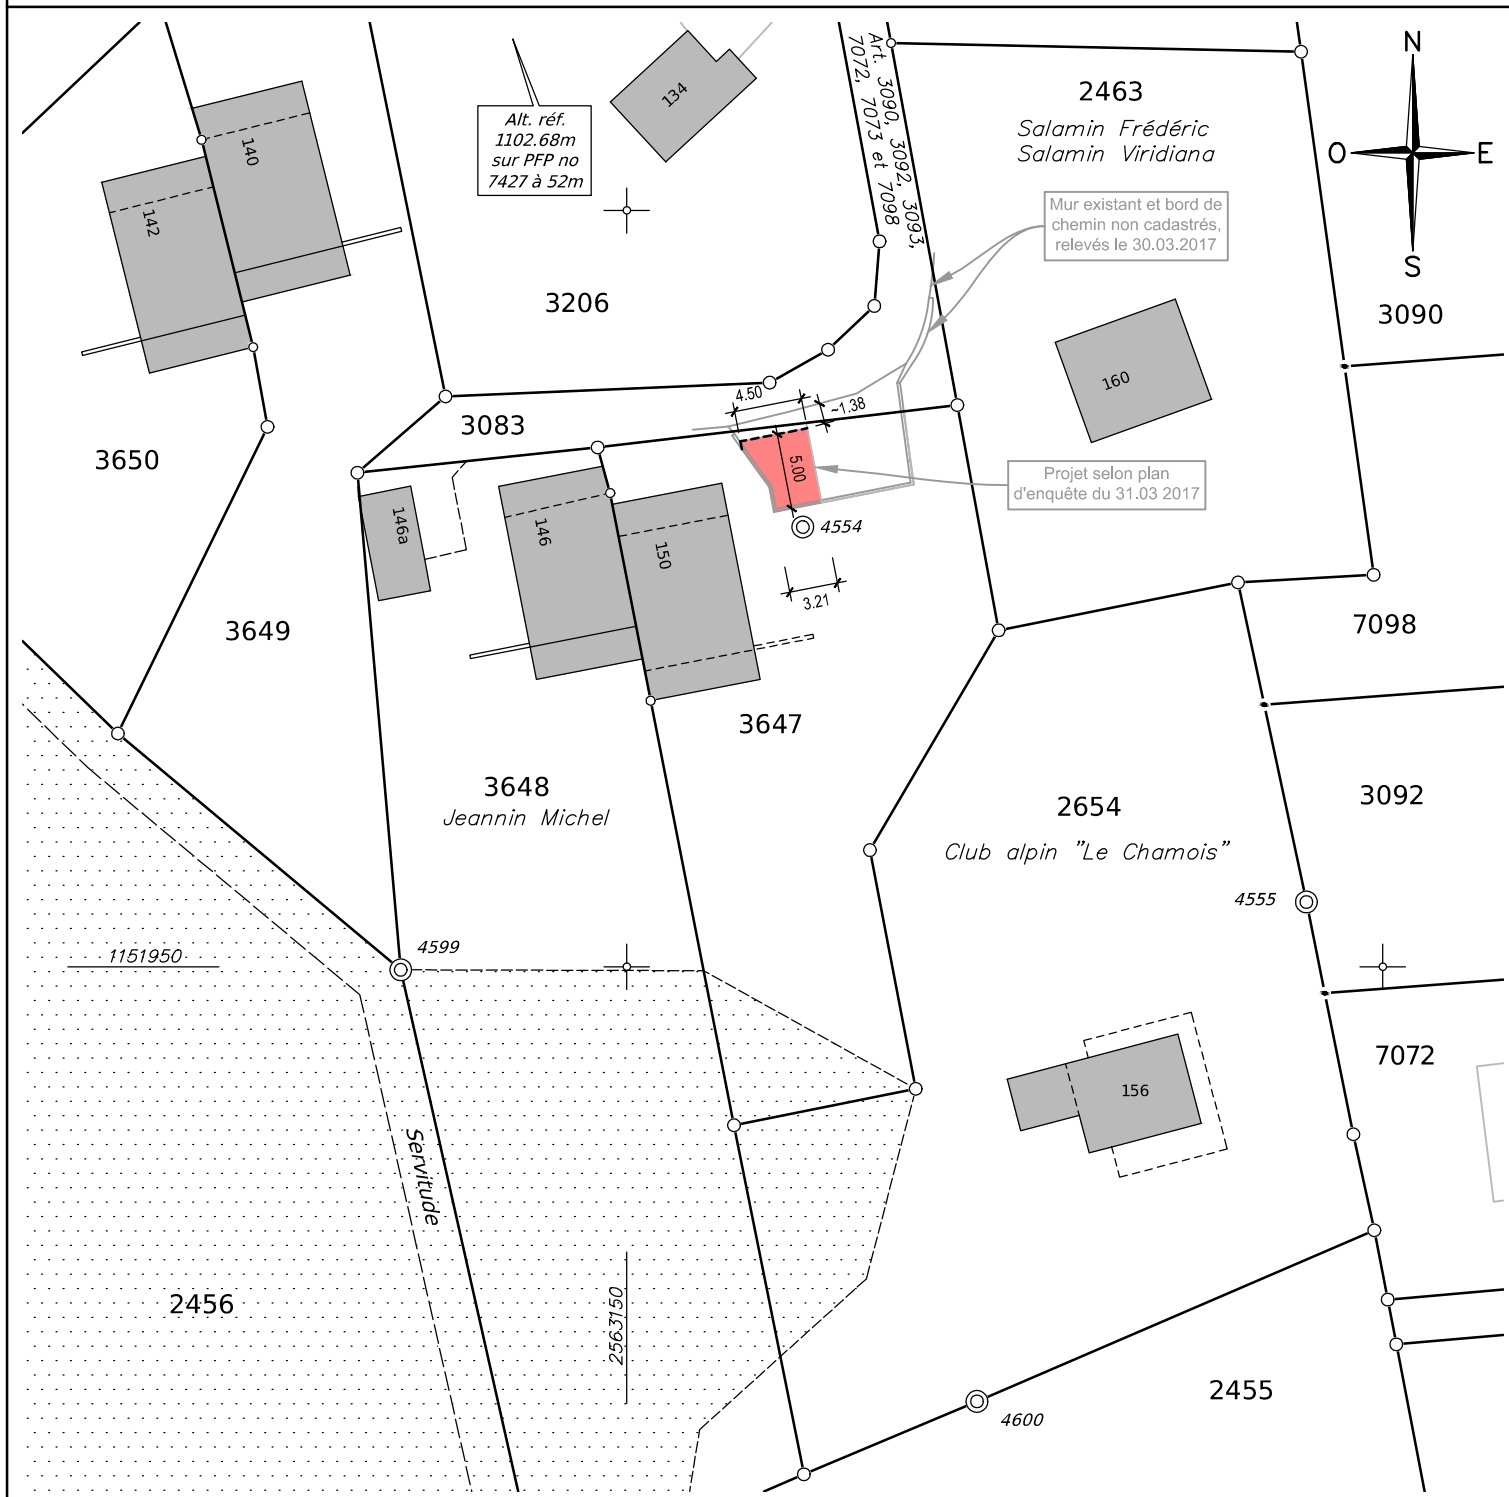 N
O
E
S
2463
Salamin Frédéric
Salamin Viridiana
134
Alt. réf.
1102.68m
sur PFP no
7427 à 52m
Art. 3090, 3092, 3093,
7072, 7073 et 7098
140
142
Mur existant et bord de
chemin non cadastrés,
relevés le 30.03.2017
3206
3090
160
4.50
~1.38
3083
3650
5.00
Projet selon plan
d'enquête du 31.03 2017
146a
146
150
4554
3.21
3649
7098
3647
3648
Jeannin Michel
2654
Club alpin "Le Chamois"
3092
4555
4599
1151950
7072
156
Servitude
2456
2563150
2455
4600